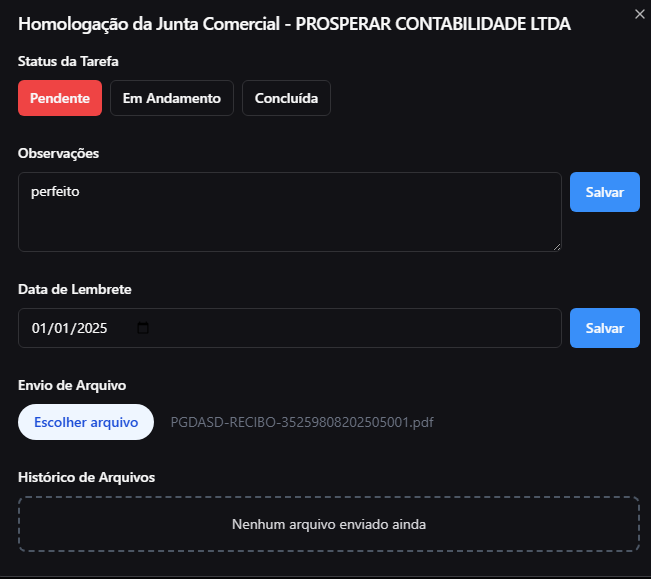 Homologação da Junta Comercial - PROSPERAR CONTABILIDADE LTDA
Status da Tarefa
Pendente Em Andamento Concluída
Observações
perfeito
Salvar
Data de Lembrete
01/01/2025
Salvar
Envio de Arquivo
Escolher arquivo PGDASD-RECIBO-35259808202505001.pdf
Histórico de Arquivos
Nenhum arquivo enviado ainda